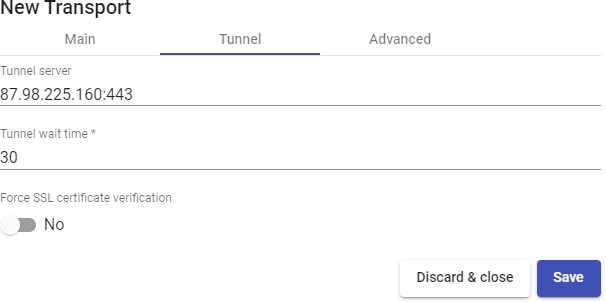 New Transport
Main Tunnel Advanced
Tunnel server
87.98.225.160:443
Tunnel wait time *
30
Force SSL certificate verification
No
Discard & close Save